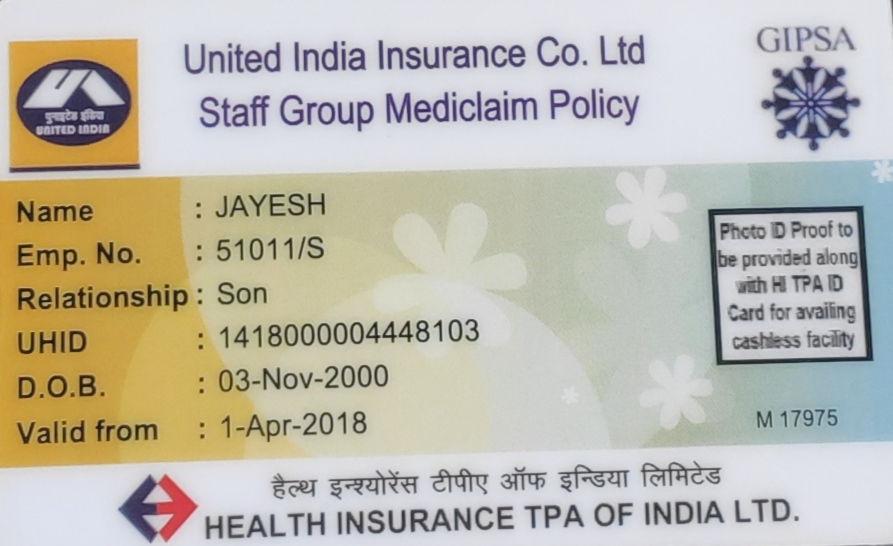 United India Insurance Co. Ltd
Staff Group Mediclaim Policy
GIPSA
युनाइटेड इंडिया
UNITED INDIA
Name : JAYESH
Emp. No. : 51011/S
Relationship : Son
UHID : 1418000004448103
D.O.B. : 03-Nov-2000
Valid from : 1-Apr-2018
Photo ID Proof to
be provided along
with HI TPA ID
Card for availing
cashless facility
M 17975
हैल्थ इन्श्योरेंस टीपीए ऑफ इन्डिया लिमिटेड
HEALTH INSURANCE TPA OF INDIA LTD.